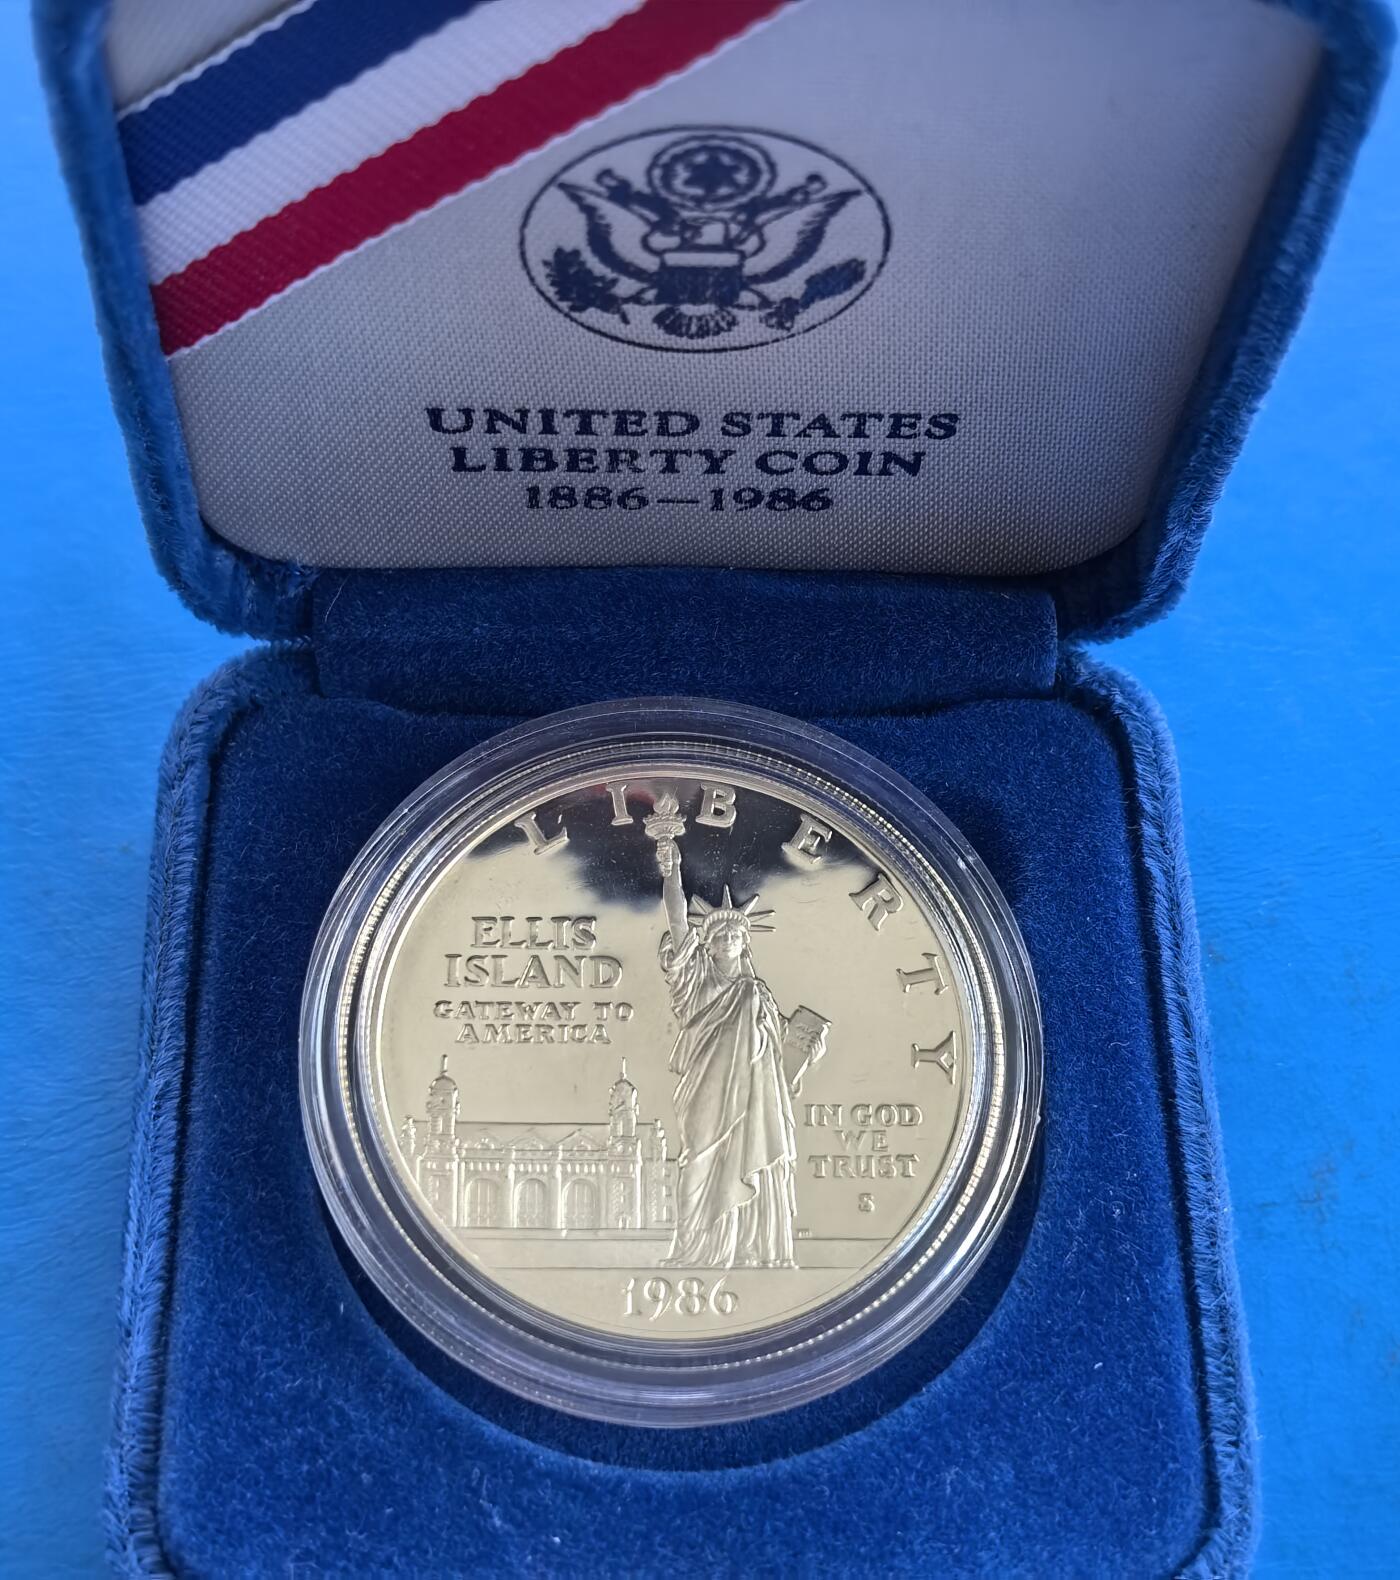 UNITED STATES
LIBERTY COIN
1886—1986
LIBERTY
ELLIS
ISLAND
GATEWAY TO
AMERICA
IN GOD
WE
TRUST
S
1986